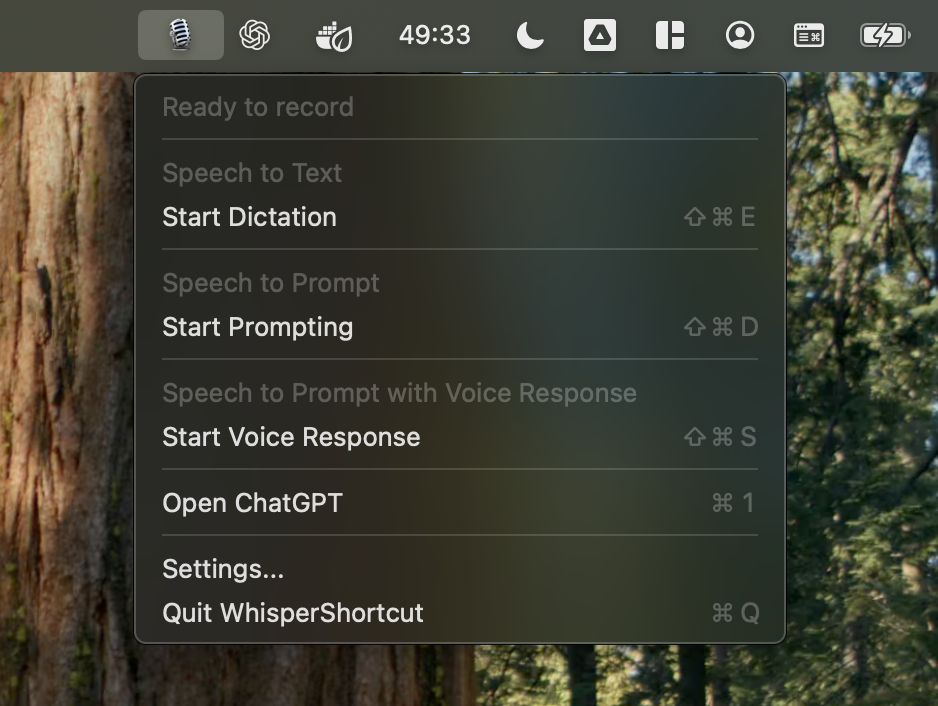 49:33
Ready to record
Speech to Text
Start Dictation ⇧⌘E
Speech to Prompt
Start Prompting ⇧⌘D
Speech to Prompt with Voice Response
Start Voice Response ⇧⌘S
Open ChatGPT ⌘1
Settings...
Quit WhisperShortcut ⌘Q